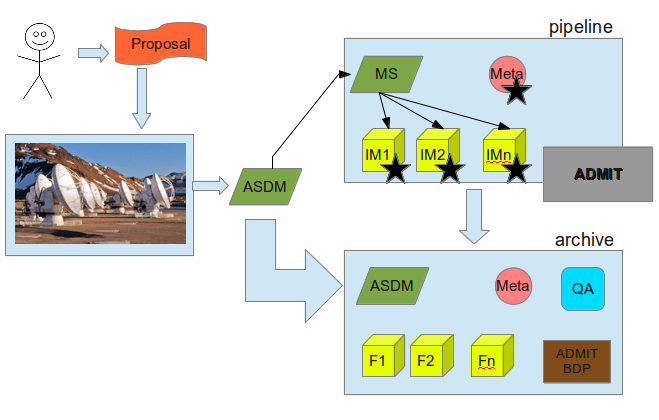 pipeline
Proposal
MS
Meta
IM1
IM2
IMn
ADMIT
ASDM
archive
ASDM
Meta
QA
F1
F2
Fn
ADMIT
BDP